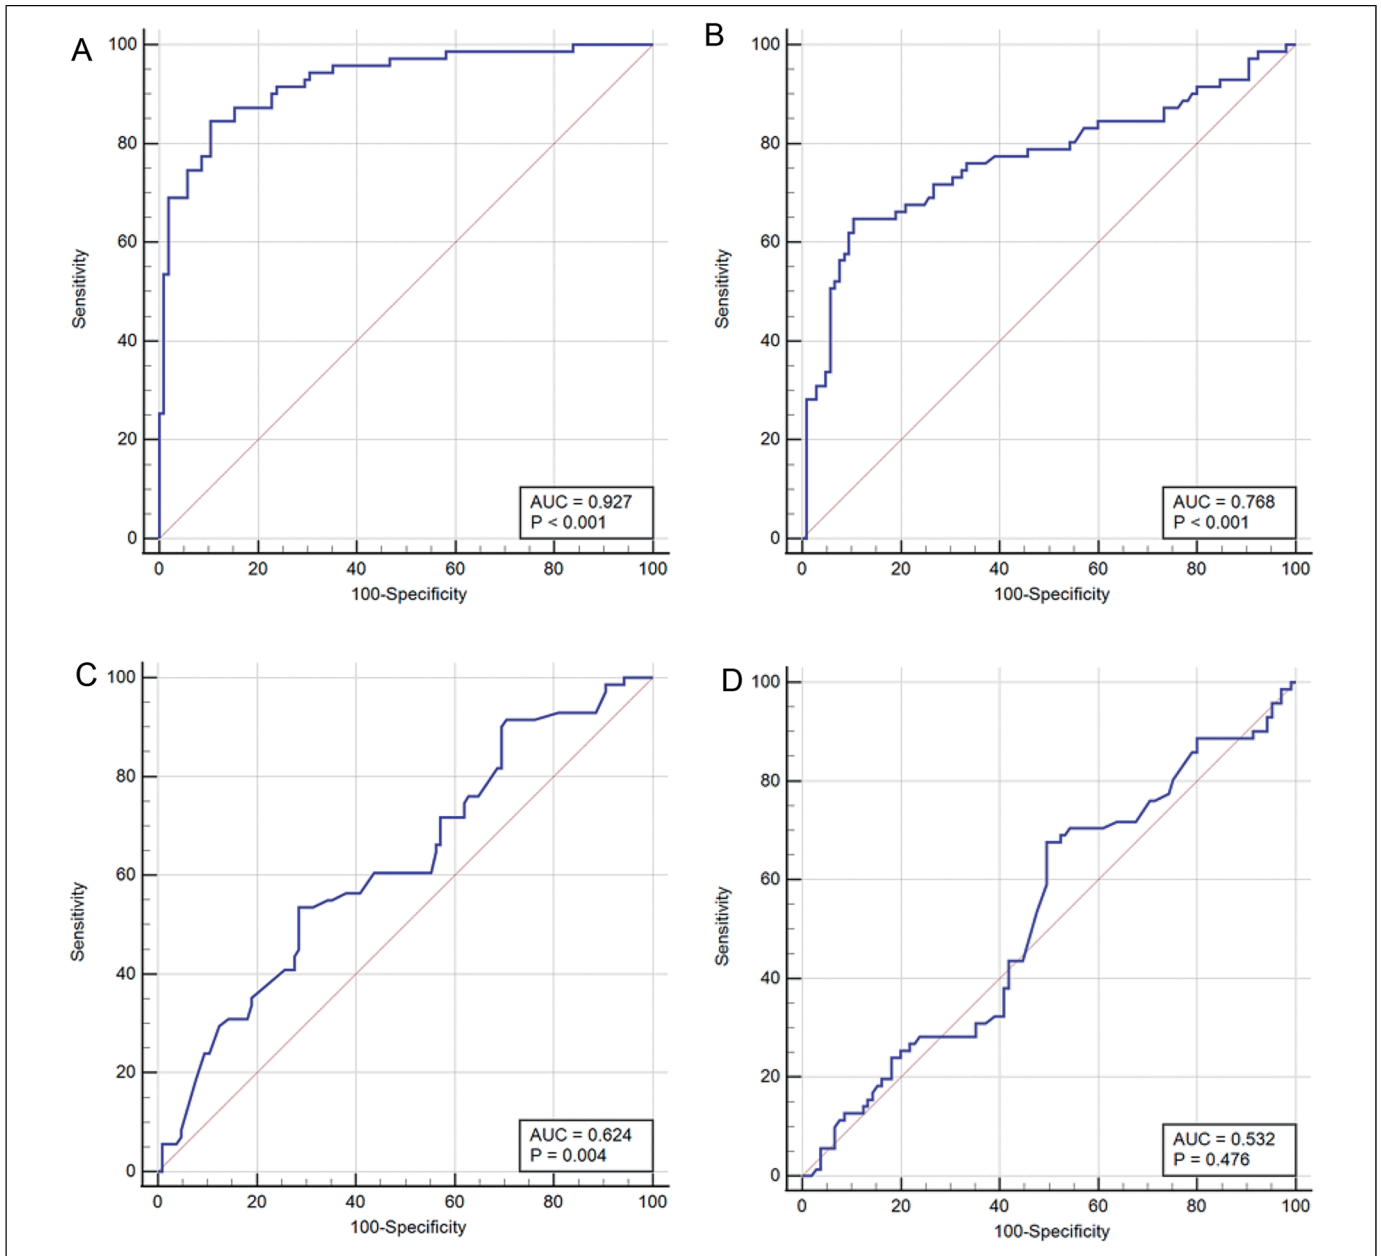 A
100
80
60
40
20
0
Sensitivity
AUC = 0.927
P < 0.001
0 20 40 60 80 100
100-Specificity
B
100
80
60
40
20
0
Sensitivity
AUC = 0.768
P < 0.001
0 20 40 60 80 100
100-Specificity
C
100
80
60
40
20
0
Sensitivity
AUC = 0.624
P = 0.004
0 20 40 60 80 100
100-Specificity
D
100
80
60
40
20
0
Sensitivity
AUC = 0.532
P = 0.476
0 20 40 60 80 100
100-Specificity